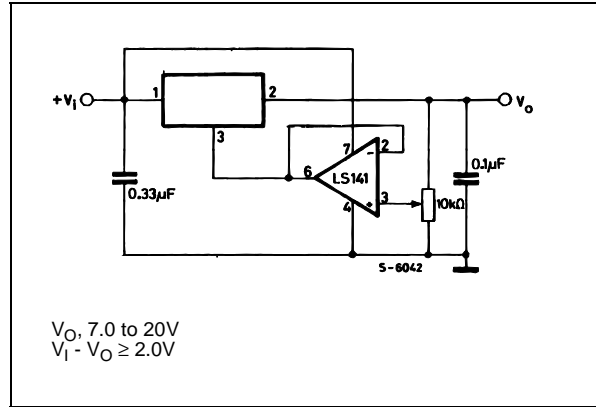 +Vi 1 2 Vo
3
7 2
6 - LS141
0.33µF 4 + 3 10kΩ 0.1µF
S-6042
VO, 7.0 to 20V
VI - VO ≥ 2.0V